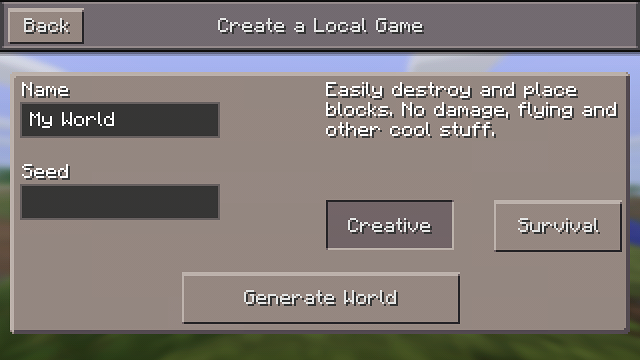 Back
Create a Local Game
Name
My World
Seed
Easily destroy and place
blocks. No damage, flying and
other cool stuff.
Creative
Survival
Generate World